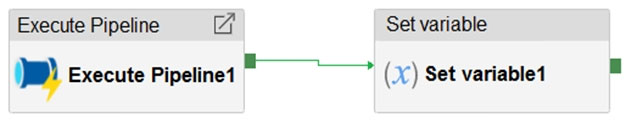 Execute Pipeline
Execute Pipeline1
Set variable
(x) Set variable1